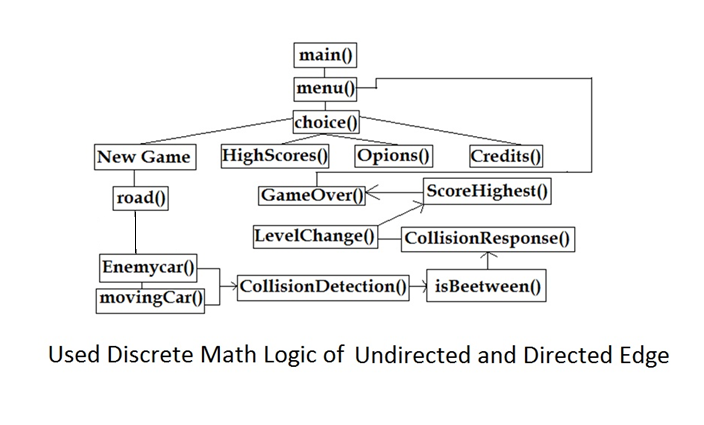 main()
menu()
choice()
New Game
HighScores()
Opions()
Credits()
road()
GameOver()
ScoreHighest()
LevelChange()
CollisionResponse()
Enemycar()
movingCar()
CollisionDetection()
isBeetween()
Used Discrete Math Logic of Undirected and Directed Edge